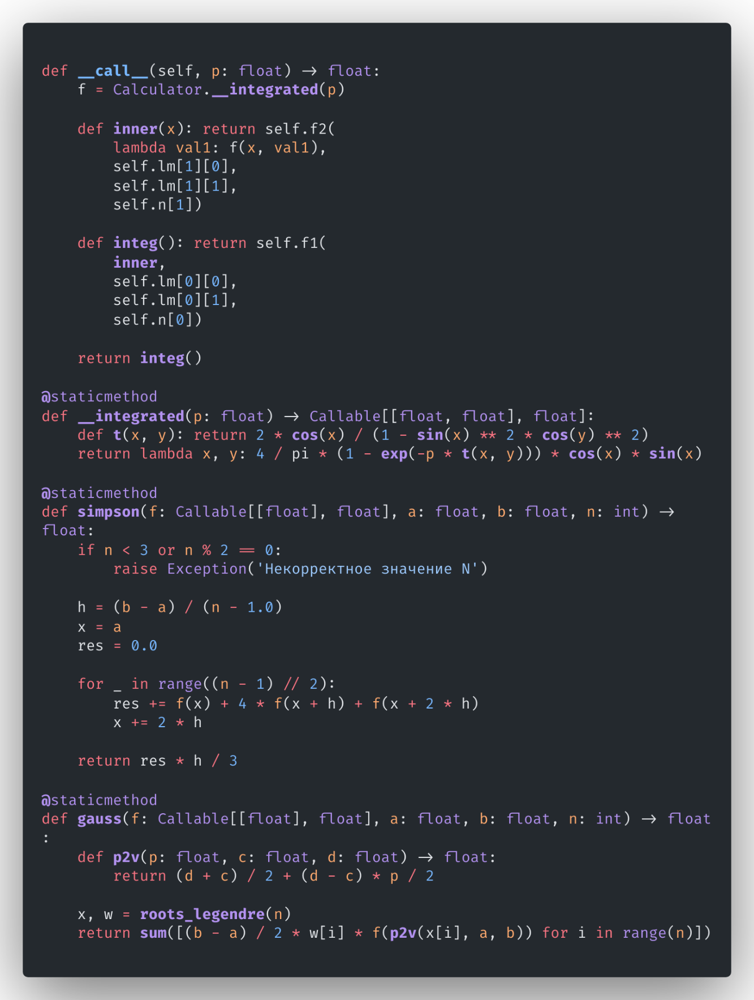 def __call__(self, p: float) -> float:
    f = Calculator.__integrated(p)

    def inner(x): return self.f2(
        lambda val1: f(x, val1),
        self.lm[1][0],
        self.lm[1][1],
        self.n[1])

    def integ(): return self.f1(
        inner,
        self.lm[0][0],
        self.lm[0][1],
        self.n[0])

    return integ()

@staticmethod
def __integrated(p: float) -> Callable[[float, float], float]:
    def t(x, y): return 2 * cos(x) / (1 - sin(x) ** 2 * cos(y) ** 2)
    return lambda x, y: 4 / pi * (1 - exp(-p * t(x, y))) * cos(x) * sin(x)

@staticmethod
def simpson(f: Callable[[float], float], a: float, b: float, n: int) ->
float:
    if n < 3 or n % 2 == 0:
        raise Exception('Некорректное значение N')

    h = (b - a) / (n - 1.0)
    x = a
    res = 0.0

    for _ in range((n - 1) // 2):
        res += f(x) + 4 * f(x + h) + f(x + 2 * h)
        x += 2 * h

    return res * h / 3

@staticmethod
def gauss(f: Callable[[float], float], a: float, b: float, n: int) -> float
:
    def p2v(p: float, c: float, d: float) -> float:
        return (d + c) / 2 + (d - c) * p / 2

    x, w = roots_legendre(n)
    return sum([(b - a) / 2 * w[i] * f(p2v(x[i], a, b)) for i in range(n)])